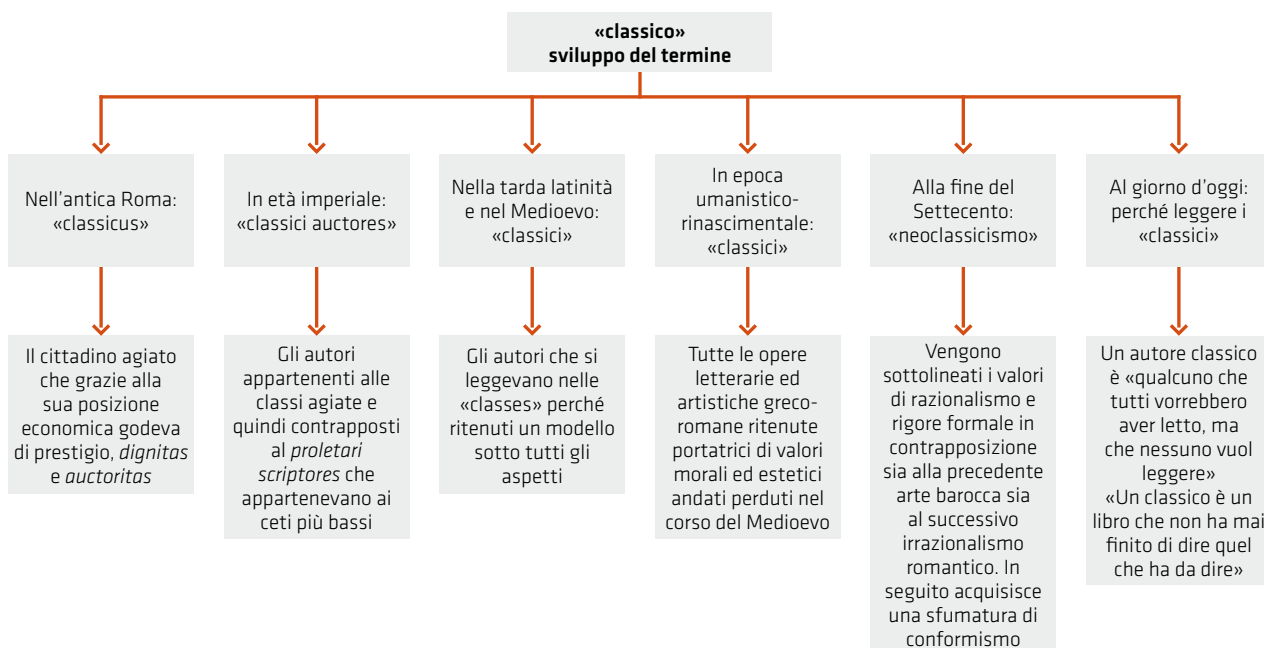 «classico»
sviluppo del termine
Nell'antica Roma:
«classicus»
In età imperiale:
«classici auctores»
Nella tarda latinità
e nel Medioevo:
«classici»
In epoca
umanistico-
rinascimentale:
«classici»
Alla fine del
Settecento:
«neoclassicismo»
Al giorno d'oggi:
perché leggere i
«classici»
Il cittadino agiato
che grazie alla
sua posizione
economica godeva
di prestigio, dignitas
e auctoritas
Gli autori
appartenenti alle
classi agiate e
quindi contrapposti
al proletari
scriptores che
appartenevano ai
ceti più bassi
Gli autori che si
leggevano nelle
«classes» perché
ritenuti un modello
sotto tutti gli
aspetti
Tutte le opere
letterarie ed
artistiche greco-
romane ritenute
portatrici di valori
morali ed estetici
andati perduti nel
corso del Medioevo
Vengono
sottolineati i valori
di razionalismo e
rigore formale in
contrapposizione
sia alla precedente
arte barocca sia
al successivo
irrazionalismo
romantico. In
seguito acquisisce
una sfumatura di
conformismo
Un autore classico
è «qualcuno che
tutti vorrebbero
aver letto, ma
che nessuno vuol
leggere»
«Un classico è un
libro che non ha mai
finito di dire quel
che ha da dire»